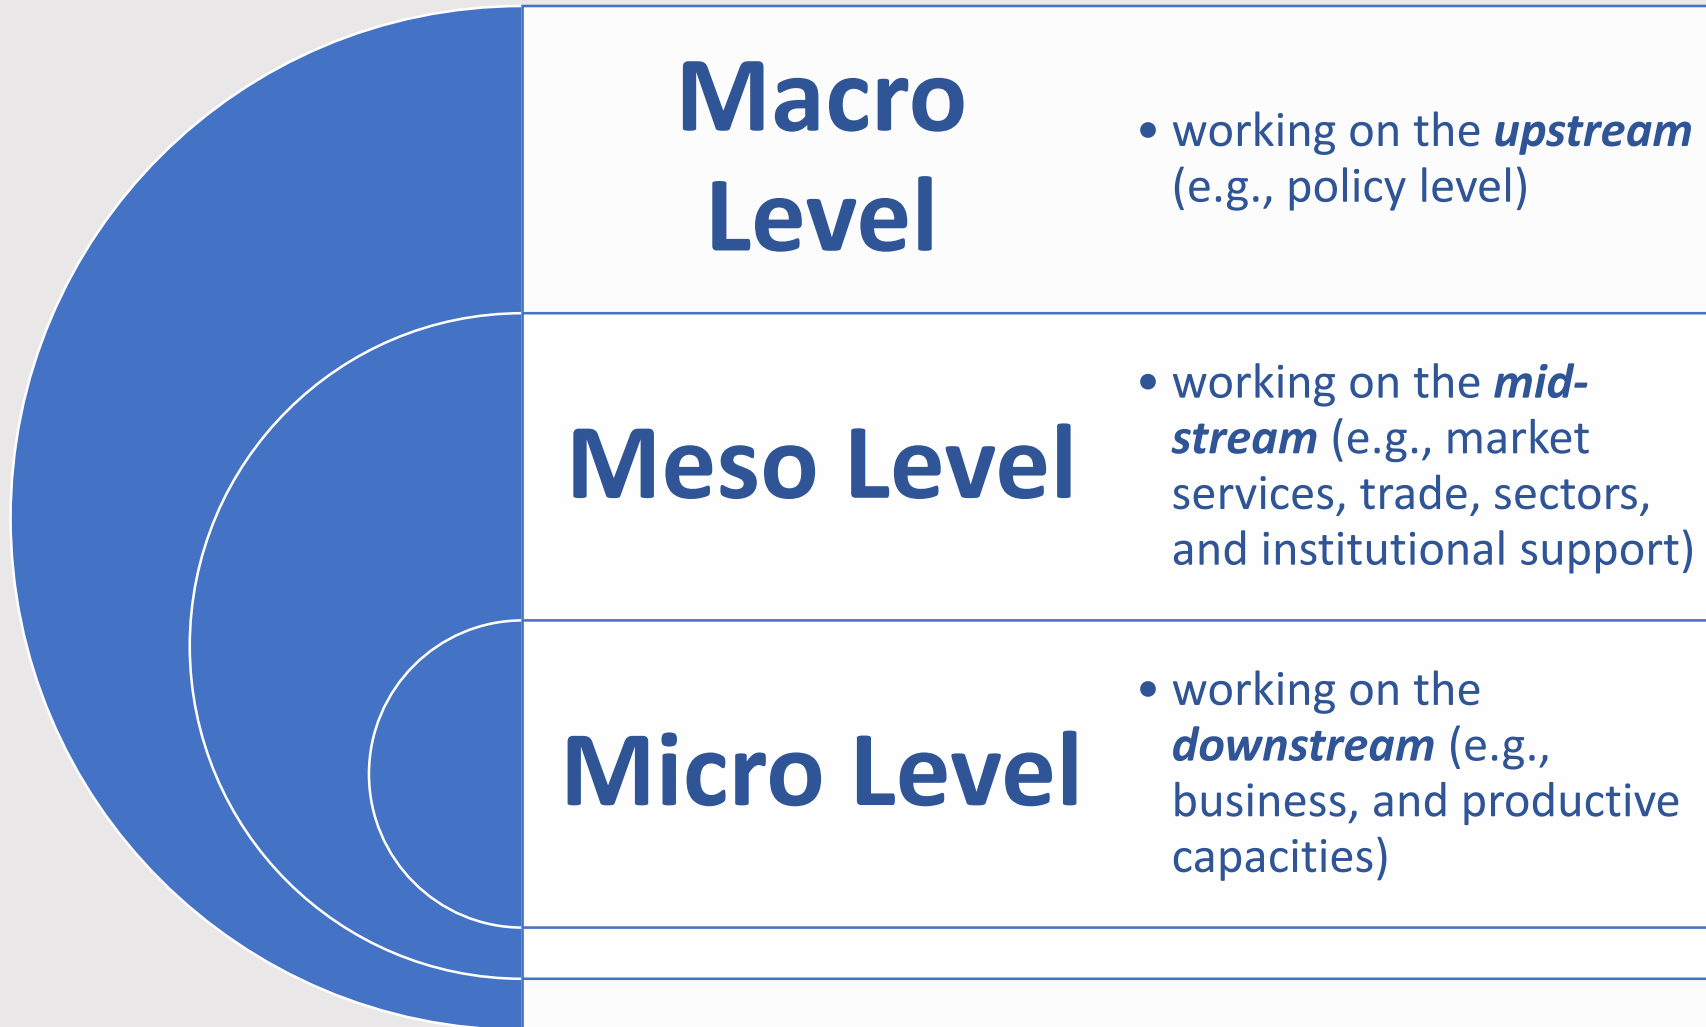 Macro
Level
• working on the upstream
(e.g., policy level)
Meso Level
• working on the mid-
stream (e.g., market
services, trade, sectors,
and institutional support)
Micro Level
• working on the
downstream (e.g.,
business, and productive
capacities)